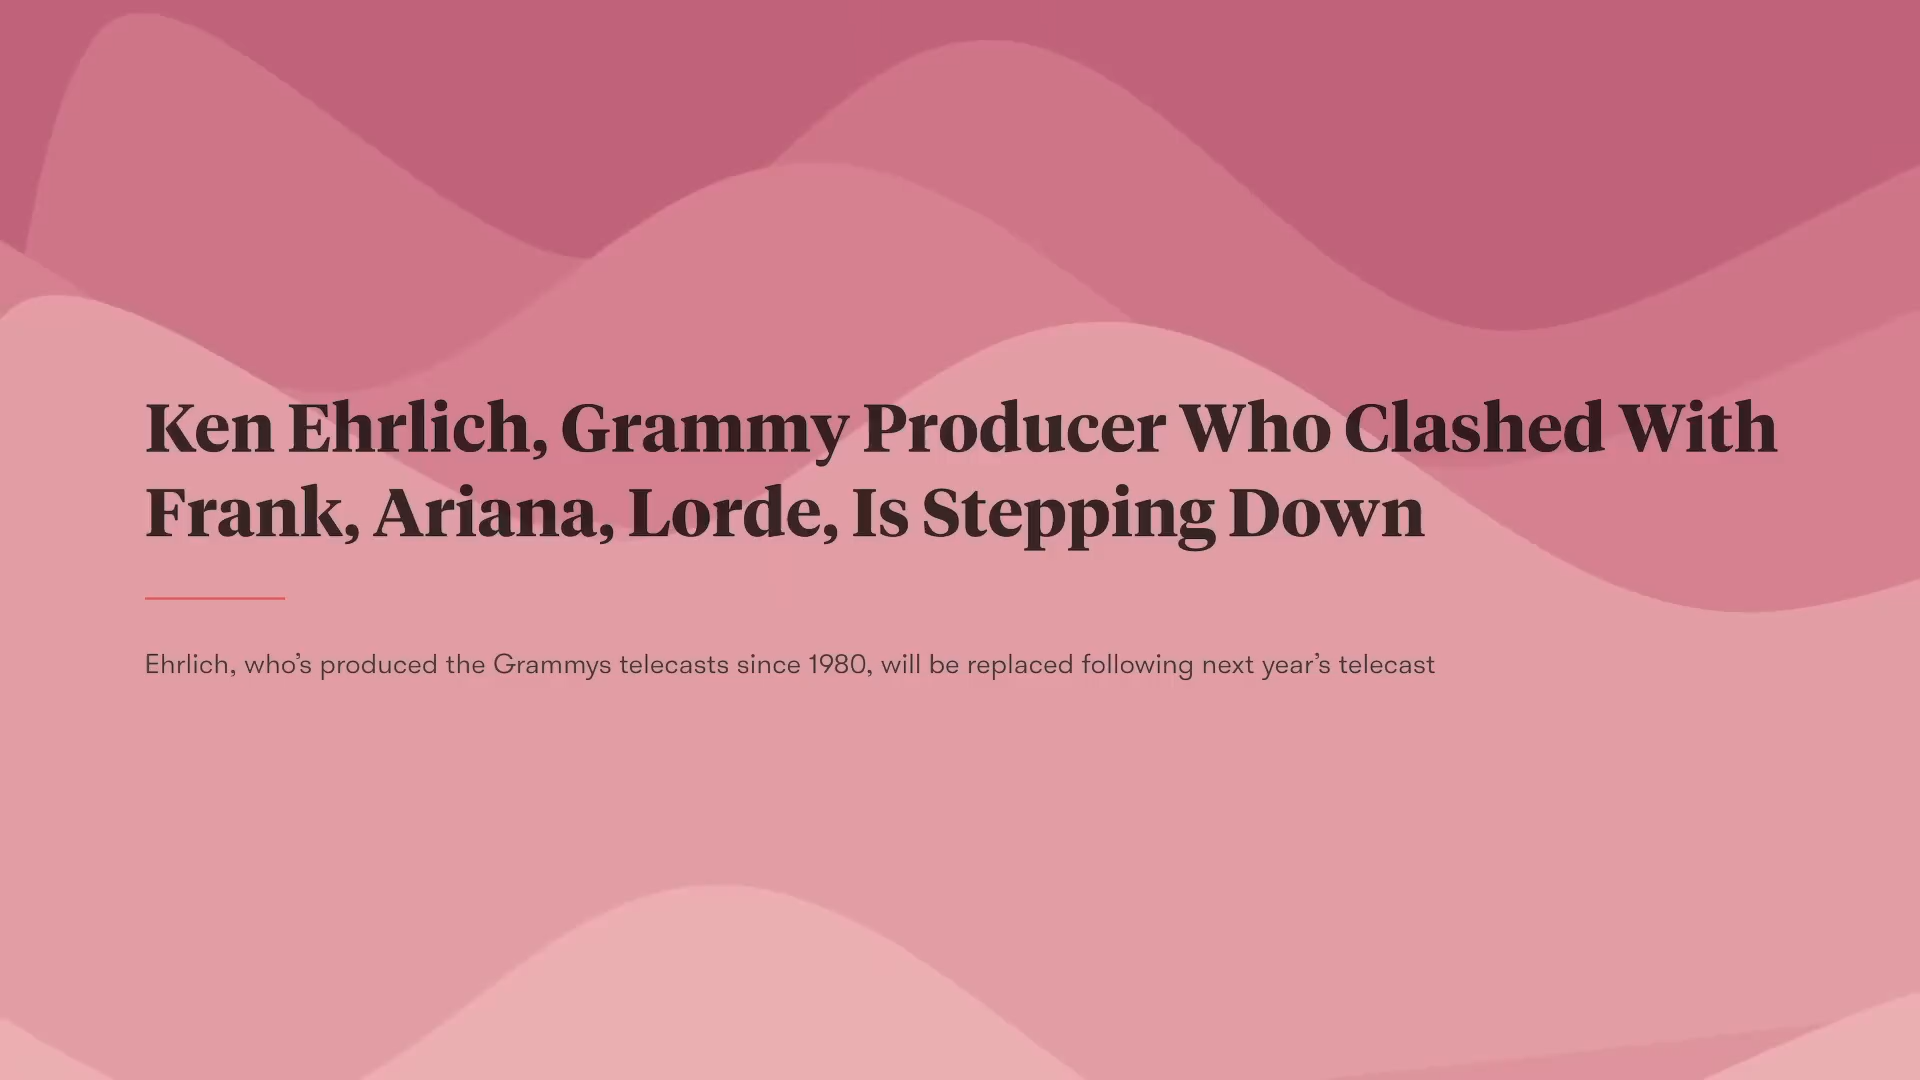 Ken Ehrlich, Grammy Producer Who Clashed With
Frank, Ariana, Lorde, Is Stepping Down
Ehrlich, who’s produced the Grammys telecasts since 1980, will be replaced following next year’s telecast